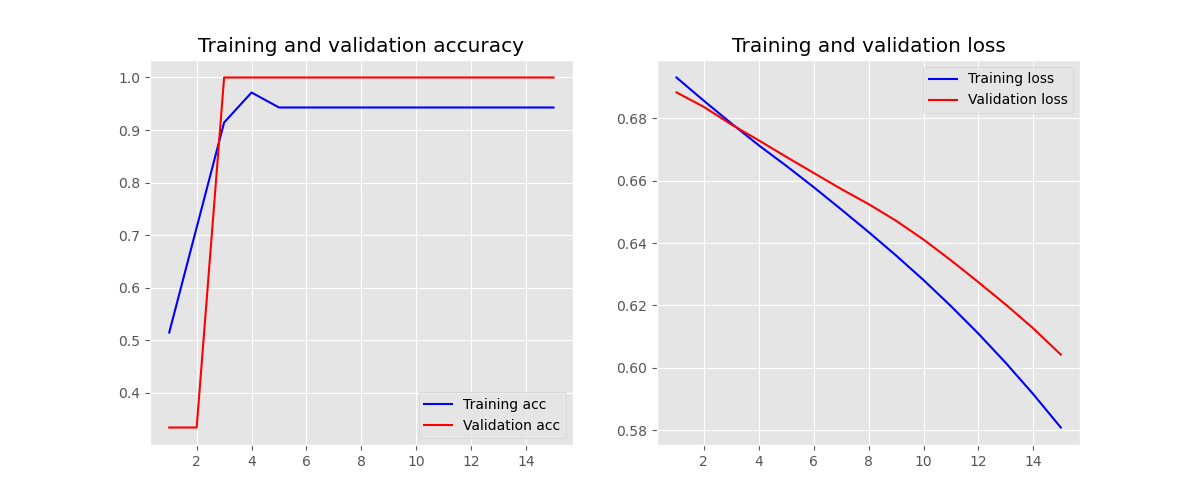 Training and validation accuracy
1.0
0.9
0.8
0.7
0.6
0.5
0.4
Training acc
Validation acc
2 4 6 8 10 12 14
Training and validation loss
Training loss
Validation loss
0.68
0.66
0.64
0.62
0.60
0.58
2 4 6 8 10 12 14